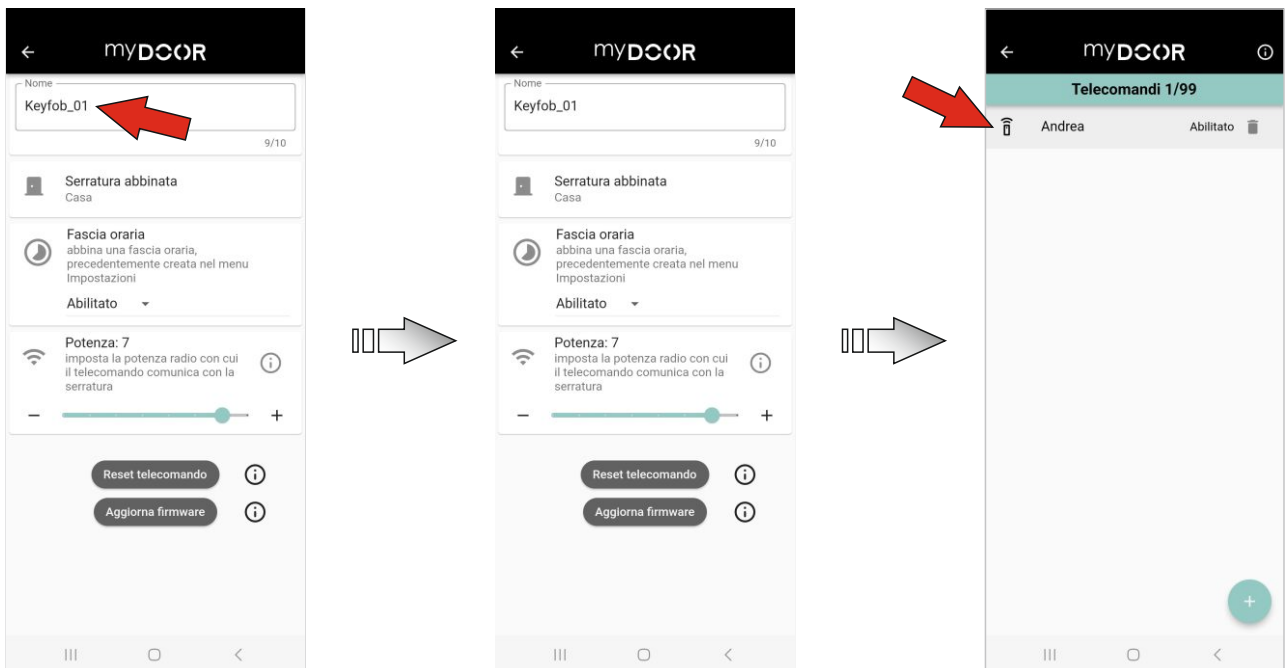 myDOOR
Nome
Keyfob_01
9/10
Serratura abbinata
Casa
Fascia oraria
abbina una fascia oraria,
precedentemente creata nel menu
Impostazioni
Abilitato
Potenza: 7
imposta la potenza radio con cui
il telecomando comunica con la
serratura
Reset telecomando
Aggiorna firmware
myDOOR
Nome
Keyfob_01
9/10
Serratura abbinata
Casa
Fascia oraria
abbina una fascia oraria,
precedentemente creata nel menu
Impostazioni
Abilitato
Potenza: 7
imposta la potenza radio con cui
il telecomando comunica con la
serratura
Reset telecomando
Aggiorna firmware
myDOOR
Telecomandi 1/99
Andrea Abilitato